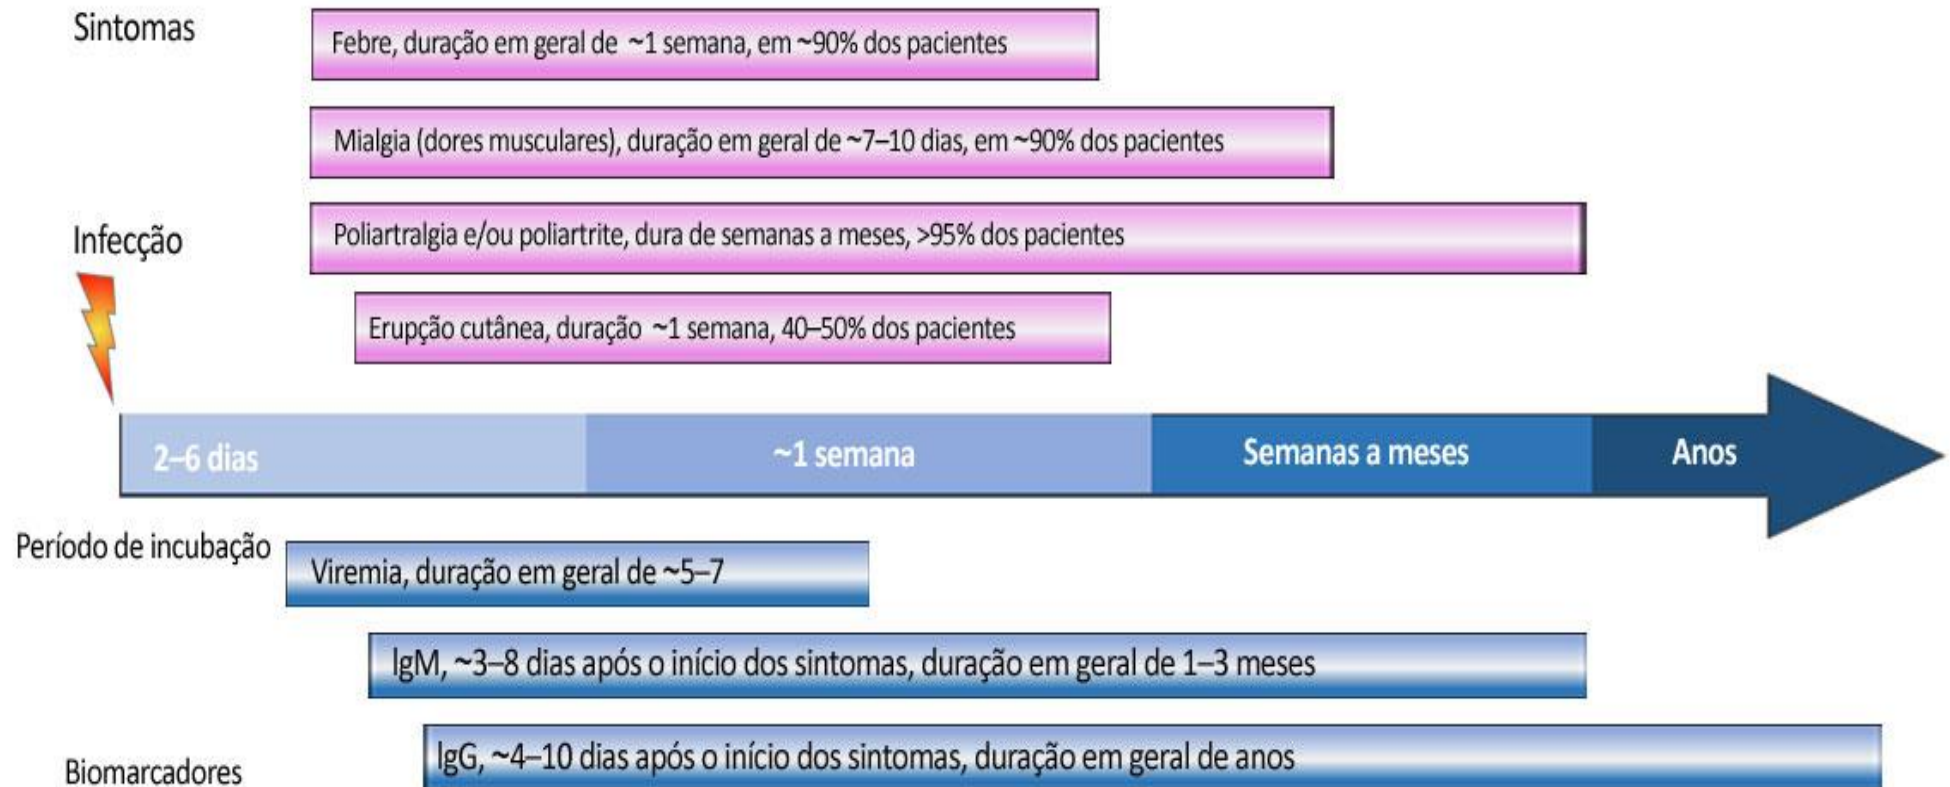 Sintomas
Febre, duração em geral de ~1 semana, em ~90% dos pacientes
Mialgia (dores musculares), duração em geral de ~7–10 dias, em ~90% dos pacientes
Infecção
Poliartralgia e/ou poliartrite, dura de semanas a meses, >95% dos pacientes
Erupção cutânea, duração ~1 semana, 40–50% dos pacientes
2–6 dias
~1 semana
Semanas a meses
Anos
Período de incubação
Viremia, duração em geral de ~5–7
IgM, ~3–8 dias após o início dos sintomas, duração em geral de 1–3 meses
IgG, ~4–10 dias após o início dos sintomas, duração em geral de anos
Biomarcadores